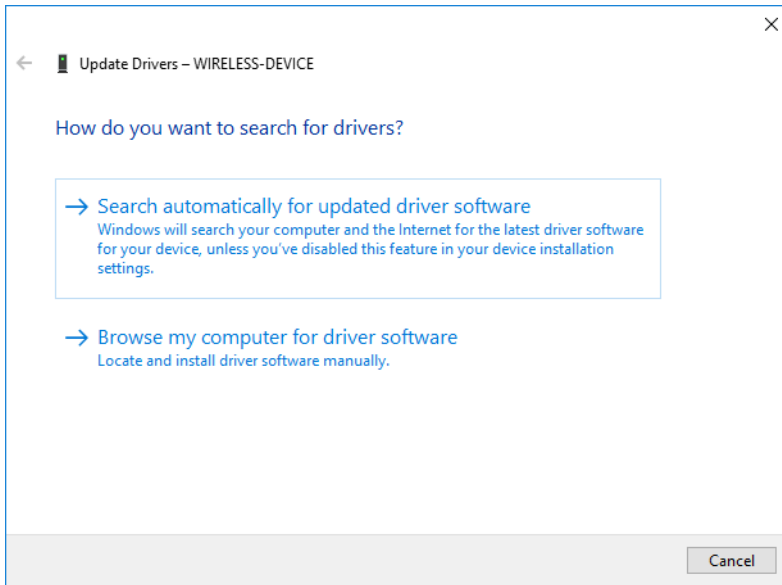 Update Drivers – WIRELESS-DEVICE
How do you want to search for drivers?
Search automatically for updated driver software
Windows will search your computer and the Internet for the latest driver software
for your device, unless you've disabled this feature in your device installation
settings.
Browse my computer for driver software
Locate and install driver software manually.
Cancel